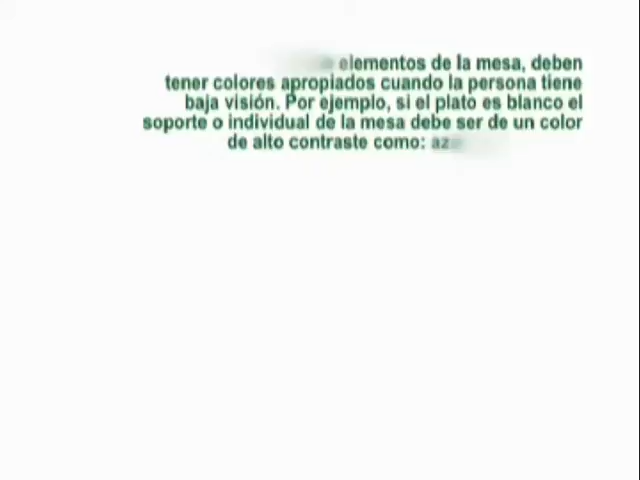 elementos de la mesa, deben
tener colores apropiados cuando la persona tiene
baja visión. Por ejemplo, si el plato es blanco el
soporte o individual de la mesa debe ser de un color
de alto contraste como: